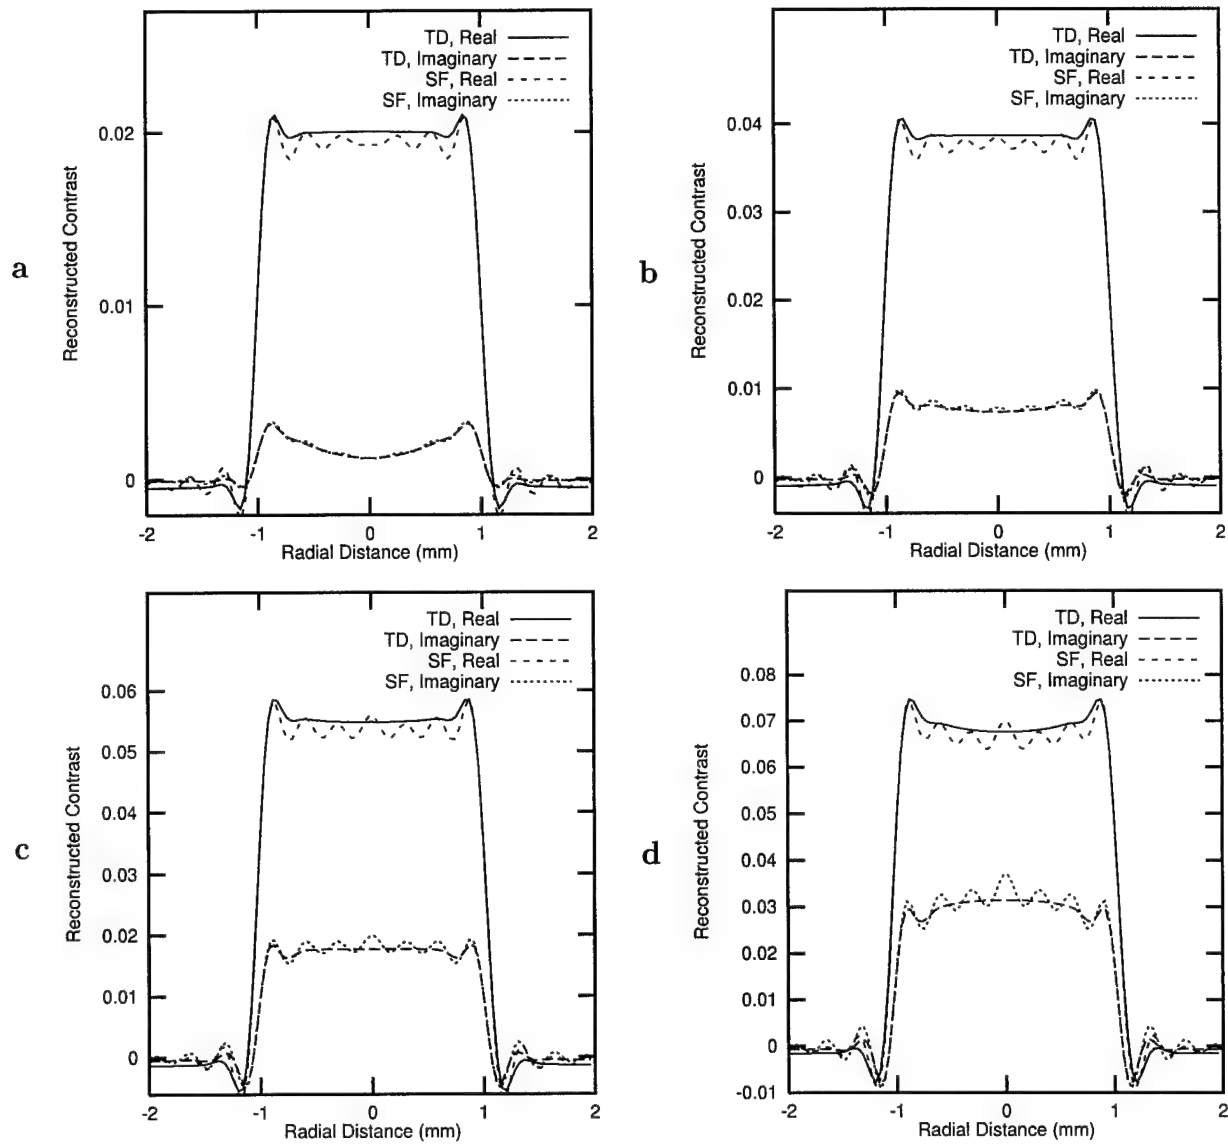 a
TD, Real
TD, Imaginary
SF, Real
SF, Imaginary
Reconstructed Contrast
0.02
0.01
0
-2
-1
0
1
2
Radial Distance (mm)
b
TD, Real
TD, Imaginary
SF, Real
SF, Imaginary
Reconstructed Contrast
0.04
0.03
0.02
0.01
0
-2
-1
0
1
2
Radial Distance (mm)
c
TD, Real
TD, Imaginary
SF, Real
SF, Imaginary
Reconstructed Contrast
0.06
0.05
0.04
0.03
0.02
0.01
0
-2
-1
0
1
2
Radial Distance (mm)
d
TD, Real
TD, Imaginary
SF, Real
SF, Imaginary
Reconstructed Contrast
0.08
0.07
0.06
0.05
0.04
0.03
0.02
0.01
0
-0.01
-2
-1
0
1
2
Radial Distance (mm)